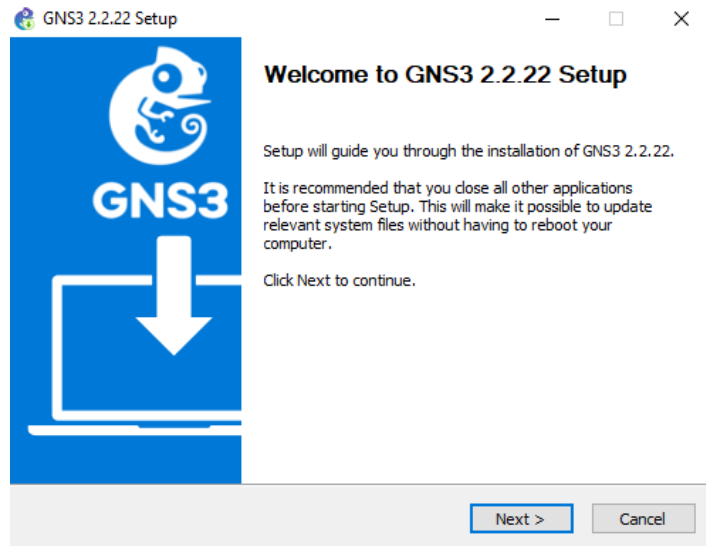 GNS3 2.2.22 Setup
Welcome to GNS3 2.2.22 Setup
GNS3
Setup will guide you through the installation of GNS3 2.2.22.
It is recommended that you close all other applications
before starting Setup. This will make it possible to update
relevant system files without having to reboot your
computer.
Click Next to continue.
Next >
Cancel